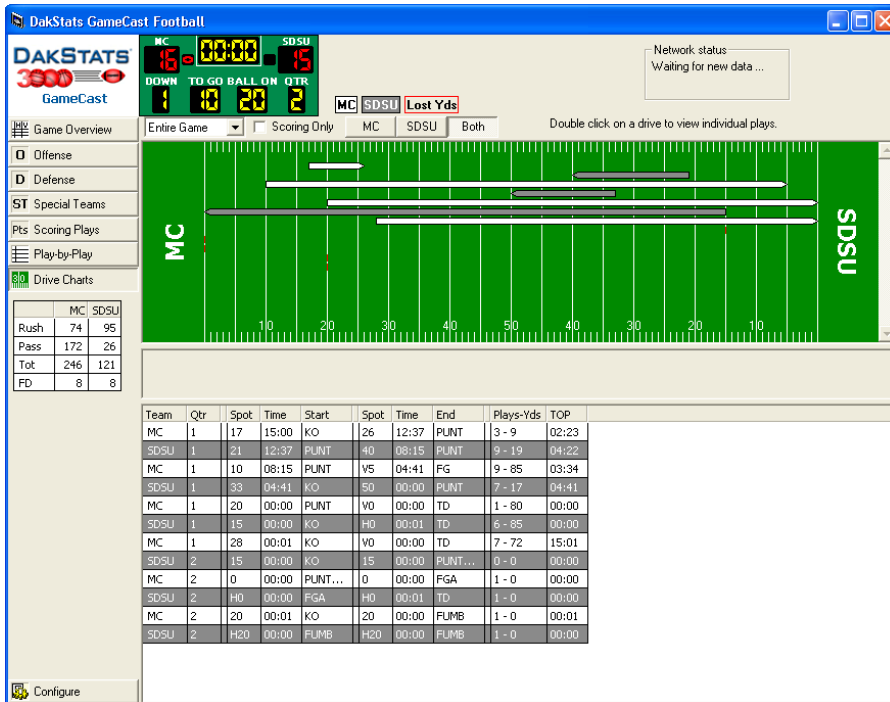 DakStats GameCast Football
DAKSTATS
3000
GameCast
MC 00:00 SDSU
16 15
DOWN TO GO BALL ON QTR
1 10 20 2
MC SDSU Lost Yds
Network status
Waiting for new data ...
Game Overview
O Offense
D Defense
ST Special Teams
Pts Scoring Plays
Play-by-Play
30 Drive Charts
Entire Game Scoring Only MC SDSU Both Double click on a drive to view individual plays.
MC
SDSU
10 20 30 40 50 40 30 20 10
MC SDSU
Rush 74 95
Pass 172 26
Tot 246 121
FD 8 8
Team Qtr Spot Time Start Spot Time End Plays-Yds TOP
MC 1 17 15:00 KO 26 12:37 PUNT 3 - 9 02:23
SDSU 1 21 12:37 PUNT 40 08:15 PUNT 9 - 19 04:22
MC 1 10 08:15 PUNT V5 04:41 FG 9 - 85 03:34
SDSU 1 33 04:41 KO 50 00:00 PUNT 7 - 17 04:41
MC 1 20 00:00 PUNT V0 00:00 TD 1 - 80 00:00
SDSU 1 15 00:00 KO H0 00:01 TD 6 - 85 00:00
MC 1 28 00:01 KO V0 00:00 TD 7 - 72 15:01
SDSU 2 15 00:00 KO 15 00:00 PUNT... 0 - 0 00:00
MC 2 0 00:00 PUNT... 0 00:00 FGA 1 - 0 00:00
SDSU 2 H0 00:00 FGA H0 00:01 TD 1 - 0 00:00
MC 2 20 00:01 KO 20 00:00 FUMB 1 - 0 00:01
SDSU 2 H20 00:00 FUMB H20 00:00 FUMB 1 - 0 00:00
Configure